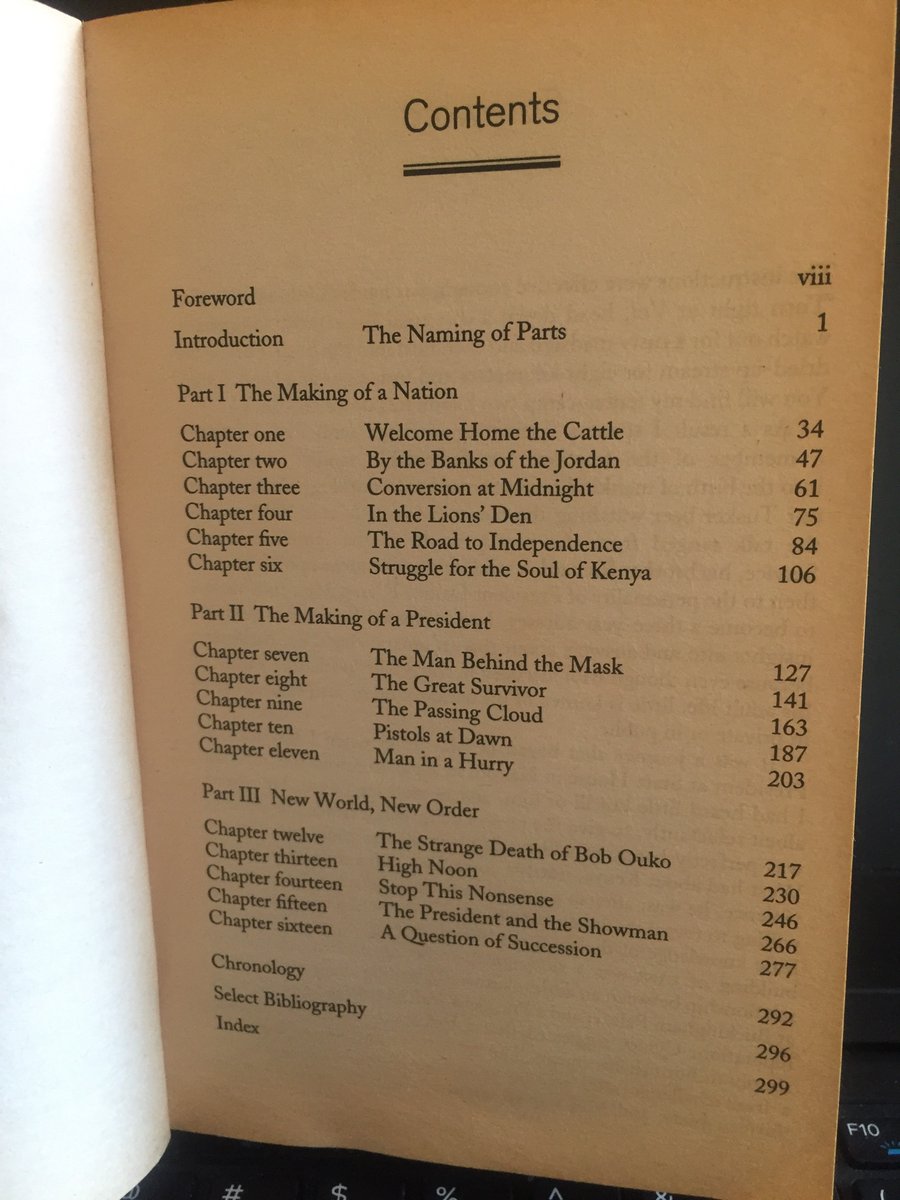 Contents
Foreword viii
Introduction The Naming of Parts 1
Part I The Making of a Nation
Chapter one Welcome Home the Cattle 34
Chapter two By the Banks of the Jordan 47
Chapter three Conversion at Midnight 61
Chapter four In the Lions' Den 75
Chapter five The Road to Independence 84
Chapter six Struggle for the Soul of Kenya 106
Part II The Making of a President
Chapter seven The Man Behind the Mask 127
Chapter eight The Great Survivor 141
Chapter nine The Passing Cloud 163
Chapter ten Pistols at Dawn 187
Chapter eleven Man in a Hurry 203
Part III New World, New Order
Chapter twelve The Strange Death of Bob Ouko 217
Chapter thirteen High Noon 230
Chapter fourteen Stop This Nonsense 246
Chapter fifteen The President and the Showman 266
Chapter sixteen A Question of Succession 277
Chronology 292
Select Bibliography 296
Index 299
F10
# $ % ^ &